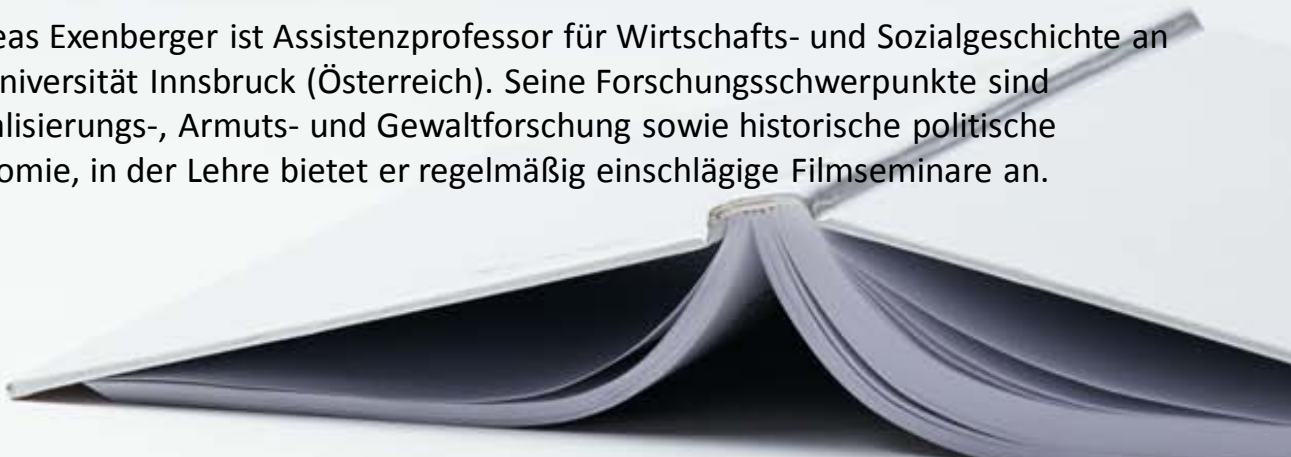 eas Exenberger ist Assistenzprofessor für Wirtschafts- und Sozialgeschichte an
niversität Innsbruck (Österreich). Seine Forschungsschwerpunkte sind
alisierungs-, Armuts- und Gewaltforschung sowie historische politische
omie, in der Lehre bietet er regelmäßig einschlägige Filmseminare an.